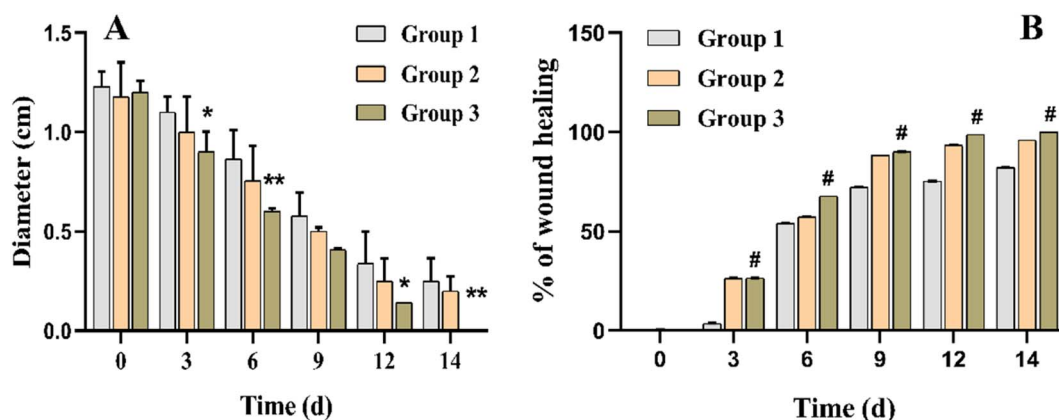 A
Group 1
Group 2
Group 3
Diameter (cm)
1.5
1.0
0.5
0.0
*
**
*
**
0 3 6 9 12 14
Time (d)
B
Group 1
Group 2
Group 3
% of wound healing
150
100
50
0
# # # # #
0 3 6 9 12 14
Time (d)